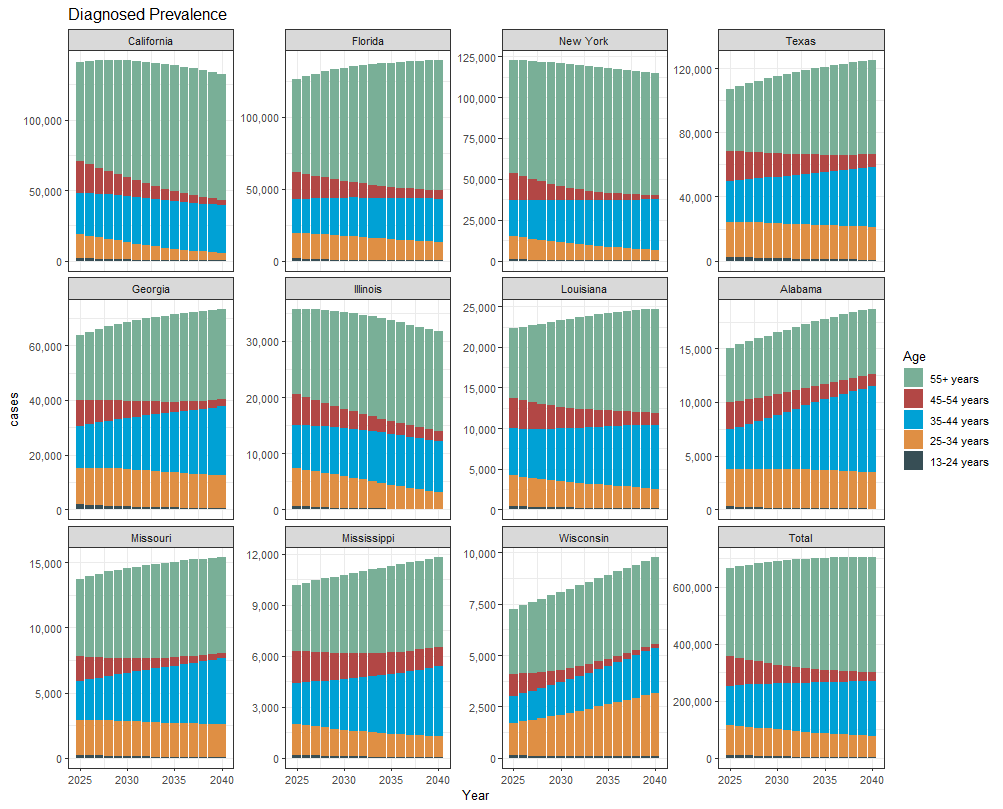 Diagnosed Prevalence
California
Florida
New York
Texas
100,000
50,000
0
100,000
50,000
0
125,000
100,000
75,000
50,000
25,000
0
120,000
80,000
40,000
0
Georgia
Illinois
Louisiana
Alabama
60,000
40,000
20,000
0
30,000
20,000
10,000
0
25,000
20,000
15,000
10,000
5,000
0
15,000
10,000
5,000
0
Missouri
Mississippi
Wisconsin
Total
15,000
10,000
5,000
0
12,000
9,000
6,000
3,000
0
10,000
7,500
5,000
2,500
0
600,000
400,000
200,000
0
2025 2030 2035 2040
2025 2030 2035 2040
2025 2030 2035 2040
2025 2030 2035 2040
cases
Year
Age
55+ years
45-54 years
35-44 years
25-34 years
13-24 years